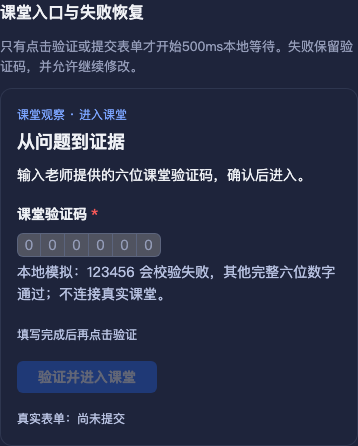 课堂入口与失败恢复
只有点击验证或提交表单才开始500ms本地等待。失败保留验
证码，并允许继续修改。
课堂观察 · 进入课堂
从问题到证据
输入老师提供的六位课堂验证码，确认后进入。
课堂验证码 *
0 0 0 0 0 0
本地模拟：123456 会校验失败，其他完整六位数字
通过；不连接真实课堂。
填写完成后再点击验证
验证并进入课堂
真实表单：尚未提交